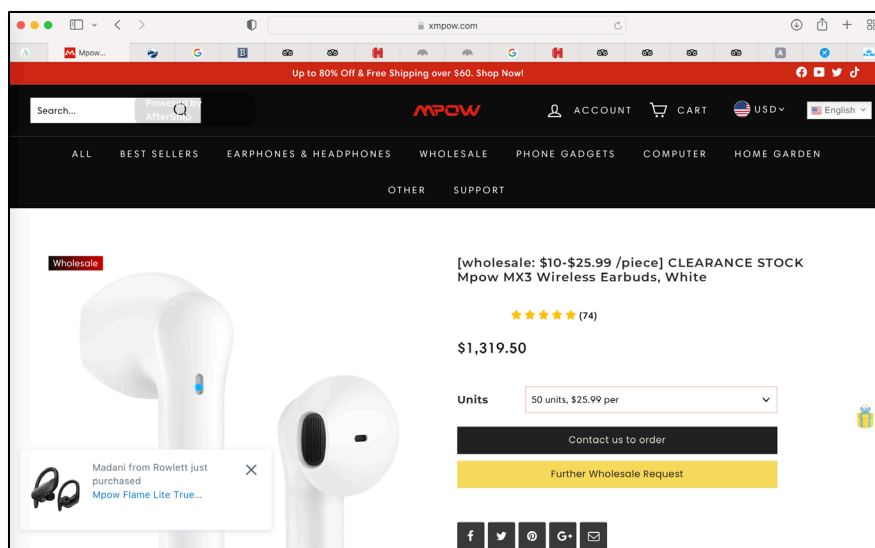 xmpow.com
A
Mpow...
G
B
H
G
H
A
Up to 80% Off & Free Shipping over $60. Shop Now!
Search...
Powered by
AfterShip
MPOW
ACCOUNT
CART
USD
English
ALL
BEST SELLERS
EARPHONES & HEADPHONES
WHOLESALE
PHONE GADGETS
COMPUTER
HOME GARDEN
OTHER
SUPPORT
Wholesale
[wholesale: $10-$25.99 /piece] CLEARANCE STOCK
Mpow MX3 Wireless Earbuds, White
(74)
$1,319.50
Units
50 units, $25.99 per
Contact us to order
Further Wholesale Request
Madani from Rowlett just
purchased
Mpow Flame Lite True...
f
G+